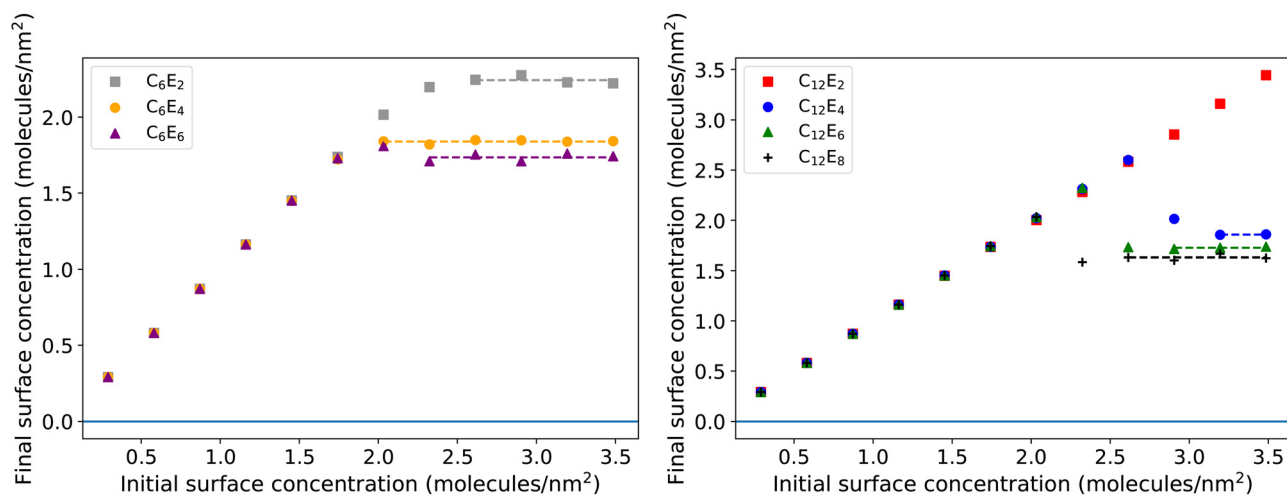 Final surface concentration (molecules/nm²)
2.0
1.5
1.0
0.5
0.0
C₆E₂
C₆E₄
C₆E₆
0.5 1.0 1.5 2.0 2.5 3.0 3.5
Initial surface concentration (molecules/nm²)
Final surface concentration (molecules/nm²)
3.5
3.0
2.5
2.0
1.5
1.0
0.5
0.0
C₁₂E₂
C₁₂E₄
C₁₂E₆
C₁₂E₈
0.5 1.0 1.5 2.0 2.5 3.0 3.5
Initial surface concentration (molecules/nm²)